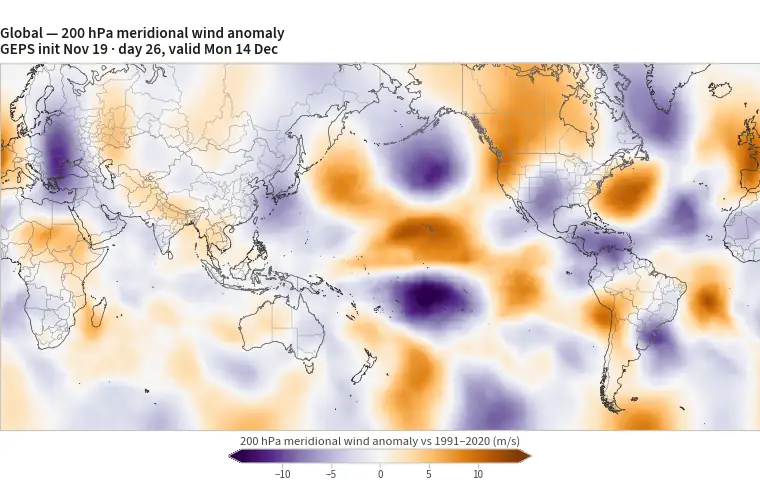 Global — 200 hPa meridional wind anomaly
GEPS init Nov 19 · day 26, valid Mon 14 Dec
200 hPa meridional wind anomaly vs 1991–2020 (m/s)
−10 −5 0 5 10